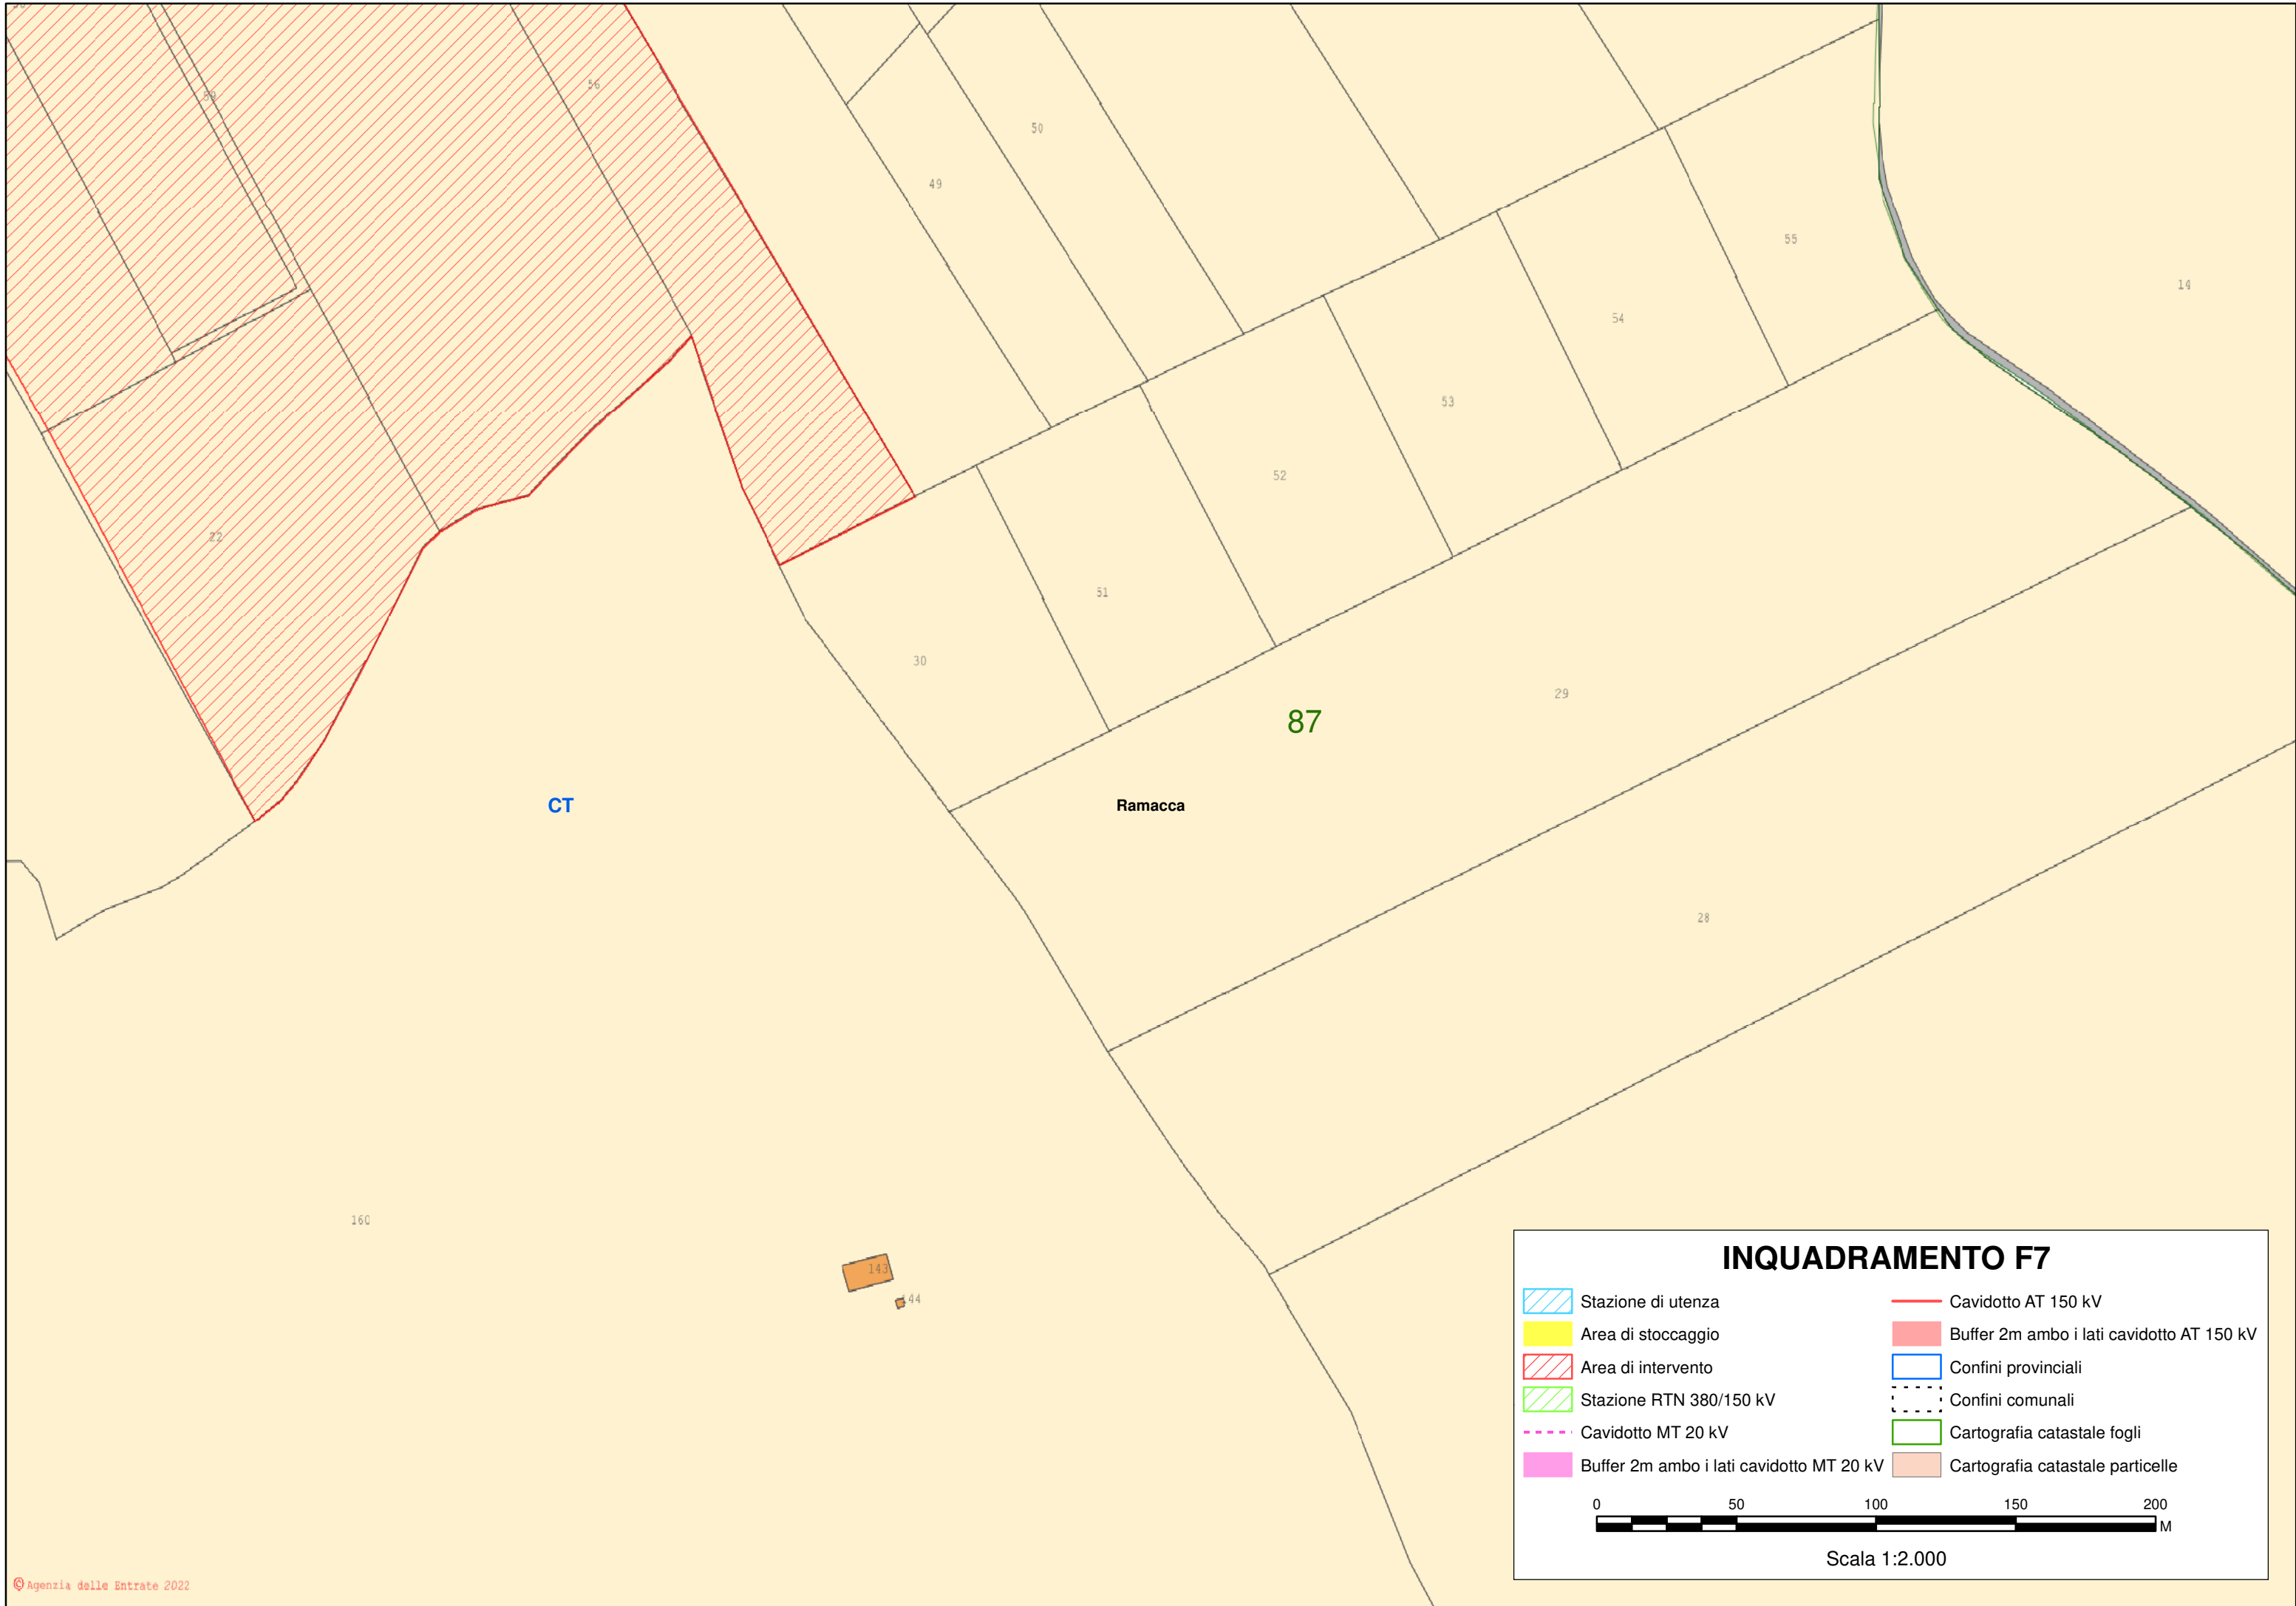 59
56
50
49
55
14
54
53
52
22
51
30
29
87
CT
Ramacca
28
160
143
144
INQUADRAMENTO F7
Stazione di utenza
Area di stoccaggio
Area di intervento
Stazione RTN 380/150 kV
Cavidotto MT 20 kV
Buffer 2m ambo i lati cavidotto MT 20 kV
Cavidotto AT 150 kV
Buffer 2m ambo i lati cavidotto AT 150 kV
Confini provinciali
Confini comunali
Cartografia catastale fogli
Cartografia catastale particelle
0 50 100 150 200
M
Scala 1:2.000
© Agenzia delle Entrate 2022